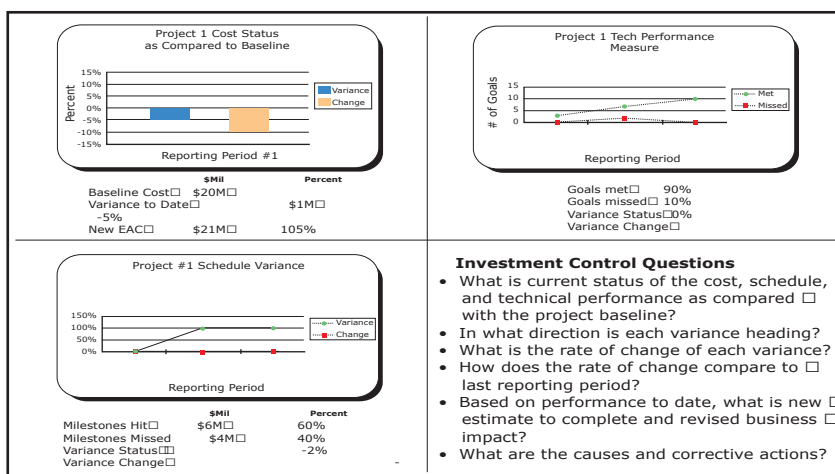 Project 1 Cost Status
as Compared to Baseline
15%
10%
5%
0%
-5%
-10%
-15%
Percent
Variance
Change
Reporting Period #1
$Mil Percent
Baseline Cost□ $20M□
Variance to Date□ $1M□
-5%
New EAC□ $21M□ 105%
Project 1 Tech Performance
Measure
15
10
5
0
# of Goals
Met
Missed
Reporting Period
Goals met□ 90%
Goals missed□ 10%
Variance Status□0%
Variance Change□
Project #1 Schedule Variance
150%
100%
50%
0%
Variance
Change
Reporting Period
$Mil Percent
Milestones Hit□ $6M□ 60%
Milestones Missed $4M□ 40%
Variance Status□□ -2%
Variance Change□ -
Investment Control Questions
• What is current status of the cost, schedule,
and technical performance as compared □
with the project baseline?
• In what direction is each variance heading?
• What is the rate of change of each variance?
• How does the rate of change compare to □
last reporting period?
• Based on performance to date, what is new □
estimate to complete and revised business □
impact?
• What are the causes and corrective actions?